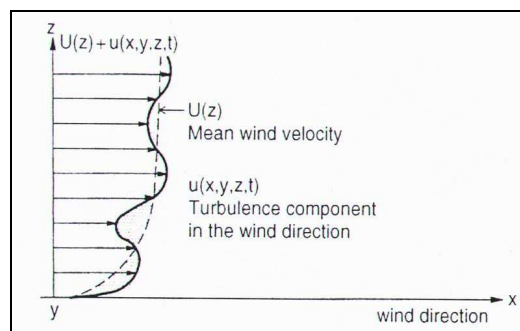 z
U(z)+u(x,y,z,t)
U(z)
Mean wind velocity
u(x,y,z,t)
Turbulence component
in the wind direction
x
y
wind direction